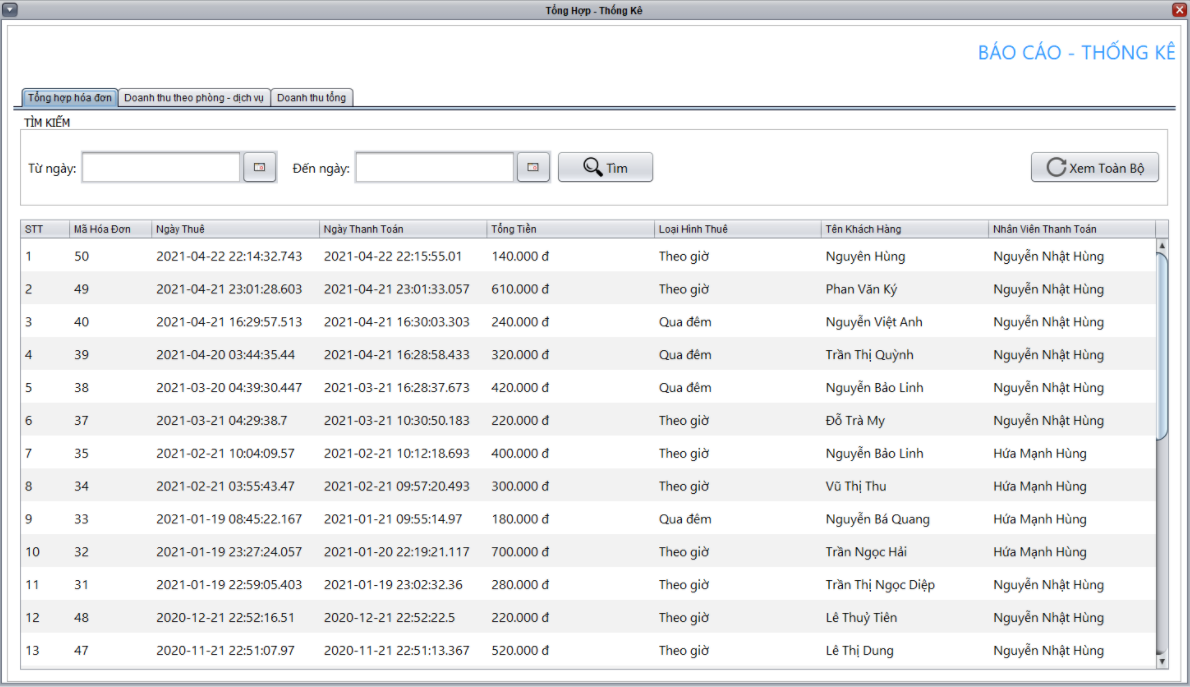 Tổng Hợp - Thống Kê
BÁO CÁO - THỐNG KÊ
Tổng hợp hóa đơn Doanh thu theo phòng - dịch vụ Doanh thu tổng
TÌM KIẾM
Từ ngày: Đến ngày: Tìm Xem Toàn Bộ
STT Mã Hóa Đơn Ngày Thuê Ngày Thanh Toán Tổng Tiền Loại Hình Thuê Tên Khách Hàng Nhân Viên Thanh Toán
1 50 2021-04-22 22:14:32.743 2021-04-22 22:15:55.01 140.000 đ Theo giờ Nguyên Hùng Nguyễn Nhật Hùng
2 49 2021-04-21 23:01:28.603 2021-04-21 23:01:33.057 610.000 đ Theo giờ Phan Văn Ký Nguyễn Nhật Hùng
3 40 2021-04-21 16:29:57.513 2021-04-21 16:30:03.303 240.000 đ Qua đêm Nguyễn Việt Anh Nguyễn Nhật Hùng
4 39 2021-04-20 03:44:35.44 2021-04-21 16:28:58.433 320.000 đ Qua đêm Trần Thị Quỳnh Nguyễn Nhật Hùng
5 38 2021-03-20 04:39:30.447 2021-03-21 16:28:37.673 420.000 đ Qua đêm Nguyễn Bảo Linh Nguyễn Nhật Hùng
6 37 2021-03-21 04:29:38.7 2021-03-21 10:30:50.183 220.000 đ Theo giờ Đỗ Trà My Nguyễn Nhật Hùng
7 35 2021-02-21 10:04:09.57 2021-02-21 10:12:18.693 400.000 đ Theo giờ Nguyễn Bảo Linh Hứa Mạnh Hùng
8 34 2021-02-21 03:55:43.47 2021-02-21 09:57:20.493 300.000 đ Theo giờ Vũ Thị Thu Hứa Mạnh Hùng
9 33 2021-01-19 08:45:22.167 2021-01-21 09:55:14.97 180.000 đ Qua đêm Nguyễn Bá Quang Hứa Mạnh Hùng
10 32 2021-01-19 23:27:24.057 2021-01-20 22:19:21.117 700.000 đ Theo giờ Trần Ngọc Hải Hứa Mạnh Hùng
11 31 2021-01-19 22:59:05.403 2021-01-19 23:02:32.36 280.000 đ Theo giờ Trần Thị Ngọc Diệp Nguyễn Nhật Hùng
12 48 2020-12-21 22:52:16.51 2020-12-21 22:52:22.5 220.000 đ Theo giờ Lê Thuỷ Tiên Nguyễn Nhật Hùng
13 47 2020-11-21 22:51:07.97 2020-11-21 22:51:13.367 520.000 đ Theo giờ Lê Thị Dung Nguyễn Nhật Hùng